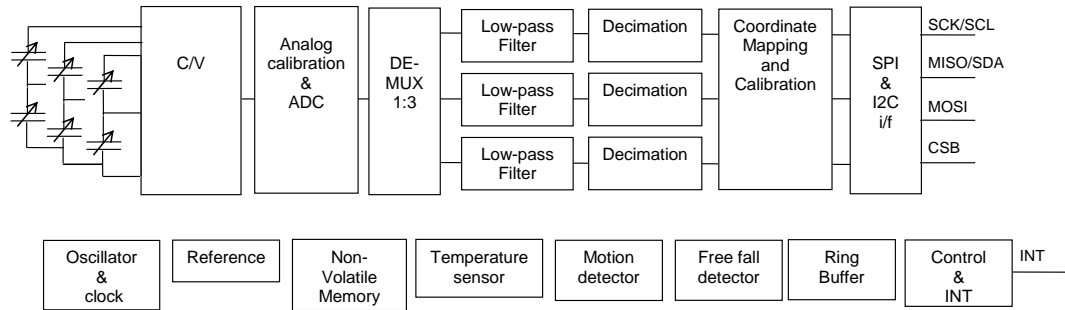 C/V
Analog
calibration
&
ADC
DE-
MUX
1:3
Low-pass
Filter
Decimation
Low-pass
Filter
Decimation
Low-pass
Filter
Decimation
Coordinate
Mapping
and
Calibration
SPI
&
I2C
i/f
SCK/SCL
MISO/SDA
MOSI
CSB
Oscillator
&
clock
Reference
Non-
Volatile
Memory
Temperature
sensor
Motion
detector
Free fall
detector
Ring
Buffer
Control
&
INT
INT